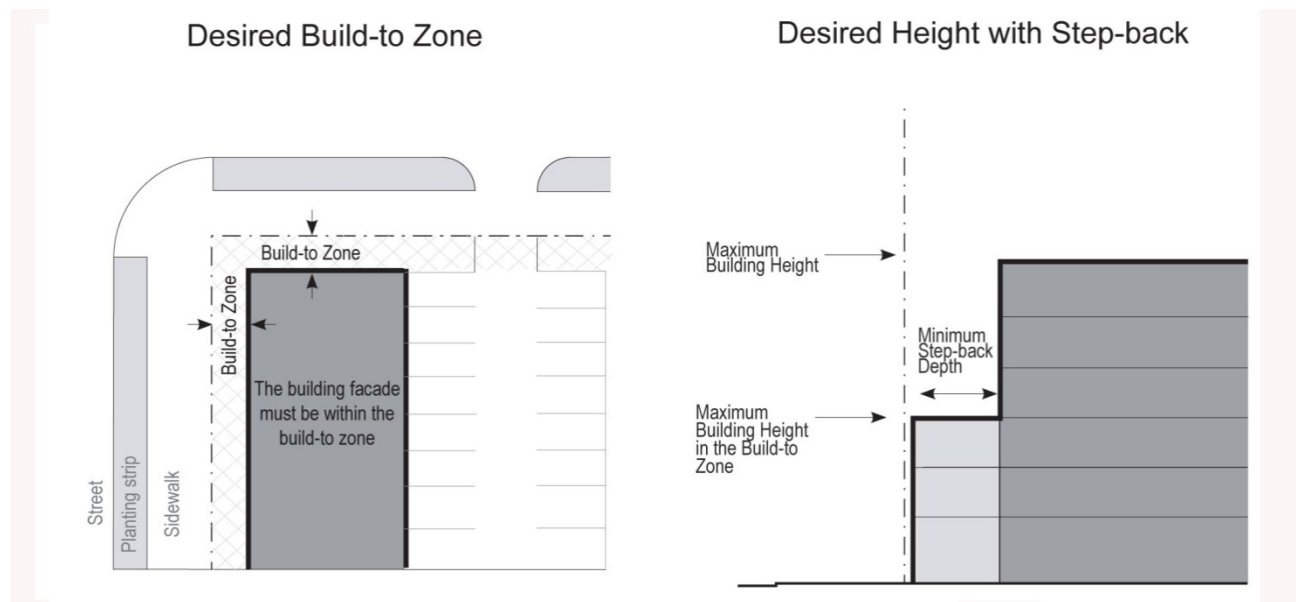 Desired Build-to Zone
Build-to Zone
Build-to Zone
The building facade
must be within the
build-to zone
Street
Planting strip
Sidewalk
Desired Height with Step-back
Maximum
Building Height
Minimum
Step-back
Depth
Maximum
Building Height
in the Build-to
Zone